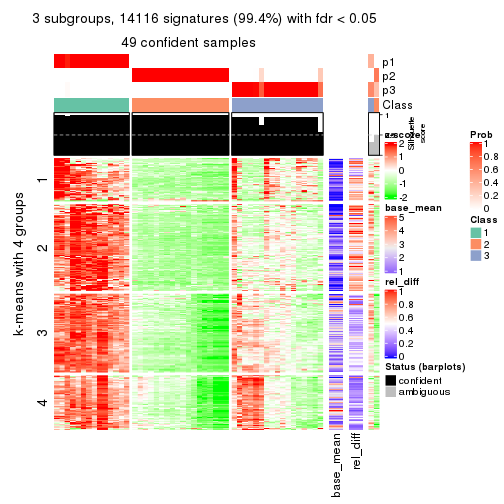 3 subgroups, 14116 signatures (99.4%) with fdr < 0.05
49 confident samples
p1
p2
p3
Class
1
Silhouette
score
z-score
2
1
0
-1
-2
base_mean
5
4
3
2
1
rel_diff
1
0.8
0.6
0.4
0.2
0
Status (barplots)
confident
ambiguous
Prob
1
0.8
0.6
0.4
0.2
0
Class
1
2
3
k-means with 4 groups
1
2
3
4
base_mean
rel_diff